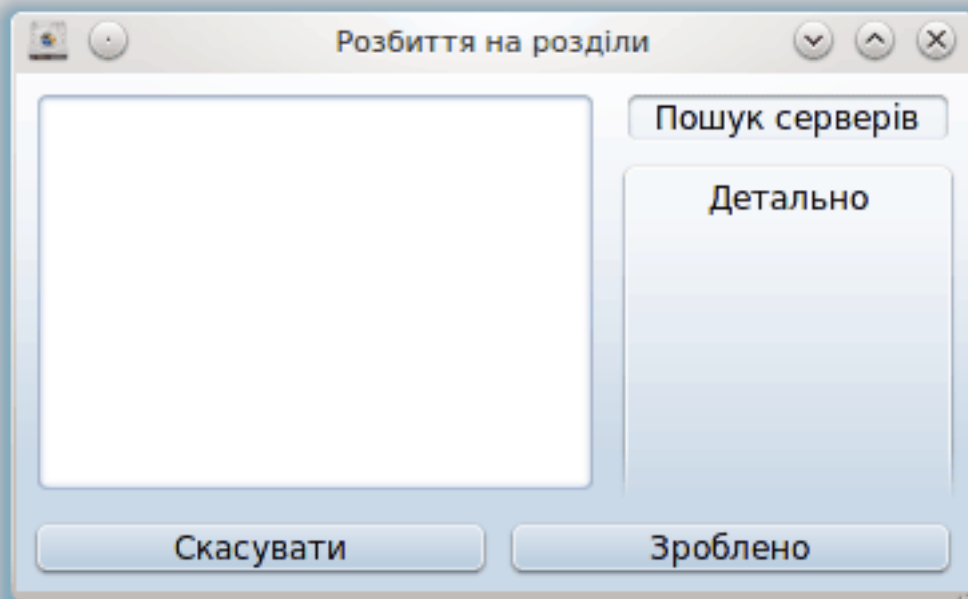 Розбиття на розділи
Пошук серверів
Детально
Скасувати
Зроблено